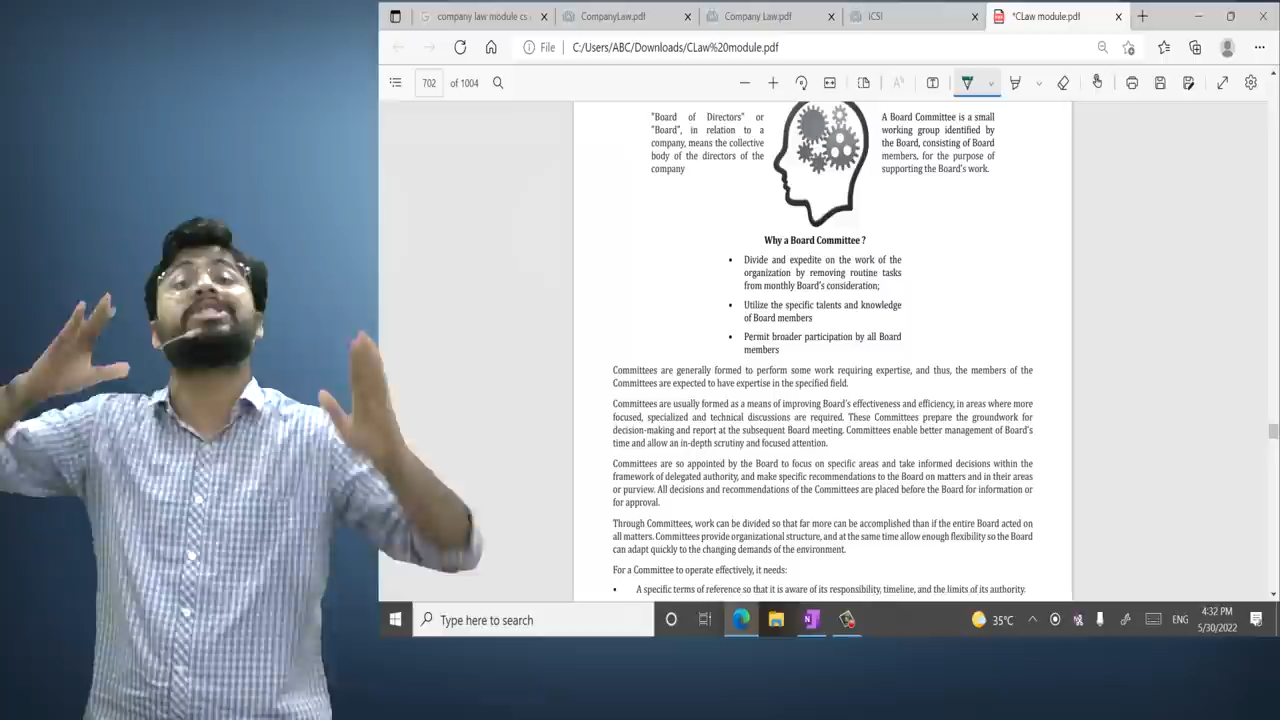 company law module cs
CompanyLaw.pdf
Company Law.pdf
ICSI
*CLaw module.pdf
File
C:/Users/ABC/Downloads/CLaw%20module.pdf
702 of 1004
"Board of Directors" or
"Board", in relation to a
company, means the collective
body of the directors of the
company
A Board Committee is a small
working group identified by
the Board, consisting of Board
members, for the purpose of
supporting the Board's work.
Why a Board Committee ?
• Divide and expedite on the work of the
organization by removing routine tasks
from monthly Board's consideration;
• Utilize the specific talents and knowledge
of Board members
• Permit broader participation by all Board
members
Committees are generally formed to perform some work requiring expertise, and thus, the members of the
Committees are expected to have expertise in the specified field.
Committees are usually formed as a means of improving Board's effectiveness and efficiency, in areas where more
focused, specialized and technical discussions are required. These Committees prepare the groundwork for
decision-making and report at the subsequent Board meeting. Committees enable better management of Board's
time and allow an in-depth scrutiny and focused attention.
Committees are so appointed by the Board to focus on specific areas and take informed decisions within the
framework of delegated authority, and make specific recommendations to the Board on matters and in their areas
or purview. All decisions and recommendations of the Committees are placed before the Board for information or
for approval.
Through Committees, work can be divided so that far more can be accomplished than if the entire Board acted on
all matters. Committees provide organizational structure, and at the same time allow enough flexibility so the Board
can adapt quickly to the changing demands of the environment.
For a Committee to operate effectively, it needs:
• A specific terms of reference so that it is aware of its responsibility, timeline, and the limits of its authority.
Type here to search
35°C
ENG
4:32 PM
5/30/2022